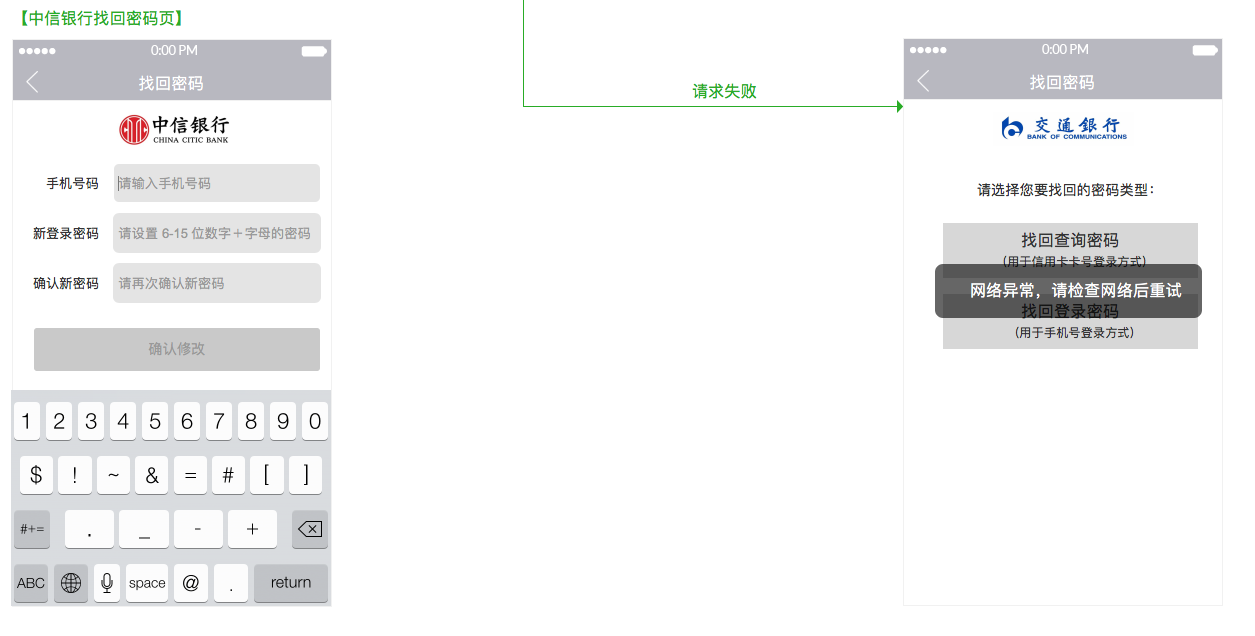 【中信银行找回密码页】
0:00 PM
找回密码
中信银行
CHINA CITIC BANK
手机号码
请输入手机号码
新登录密码
请设置 6-15 位数字＋字母的密码
确认新密码
请再次确认新密码
确认修改
1 2 3 4 5 6 7 8 9 0
$ ! ~ & = # [ ]
#+= . _ - +
ABC space @ . return
请求失败
0:00 PM
找回密码
交通銀行
BANK OF COMMUNICATIONS
请选择您要找回的密码类型：
找回查询密码
（用于信用卡卡号登录方式）
网络异常，请检查网络后重试
找回登录密码
（用于手机号登录方式）